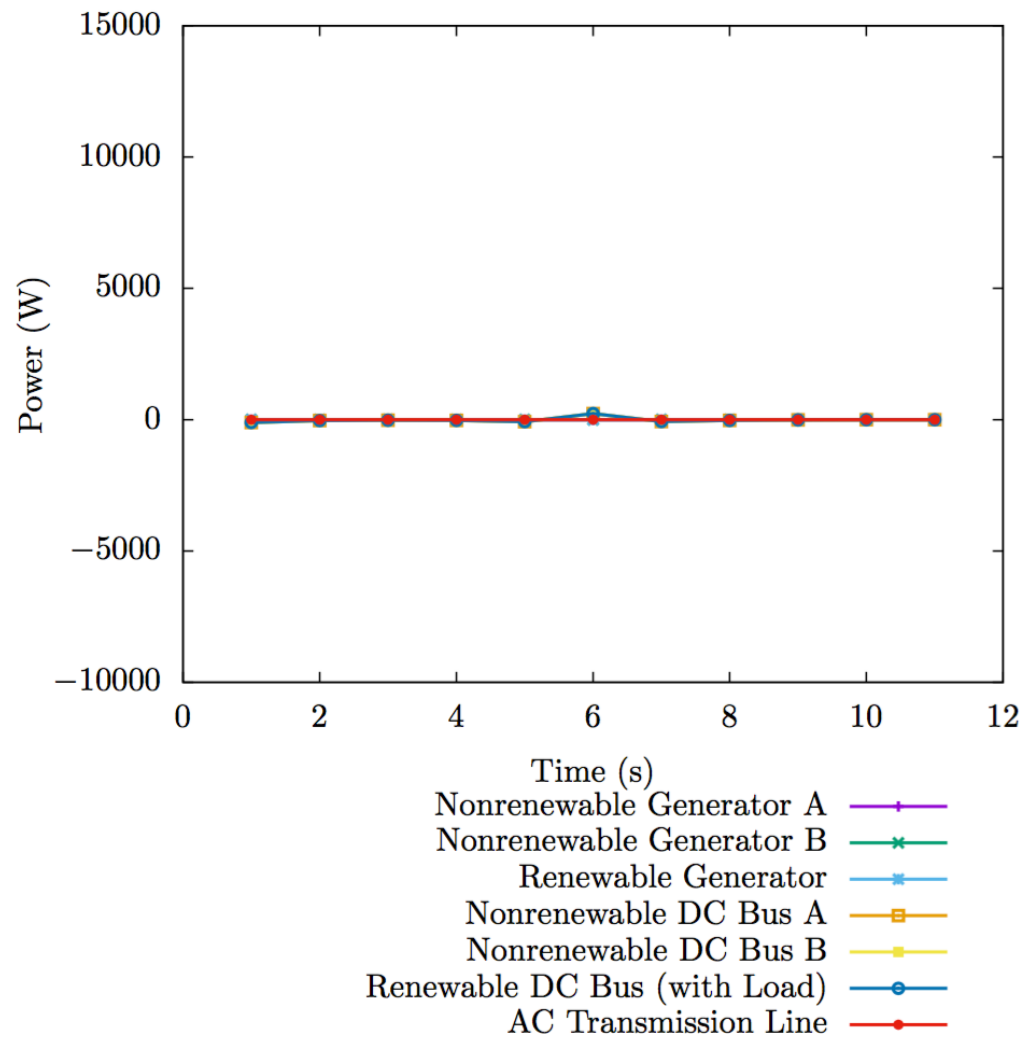 15000
10000
5000
0
−5000
−10000
Power (W)
0 2 4 6 8 10 12
Time (s)
Nonrenewable Generator A
Nonrenewable Generator B
Renewable Generator
Nonrenewable DC Bus A
Nonrenewable DC Bus B
Renewable DC Bus (with Load)
AC Transmission Line